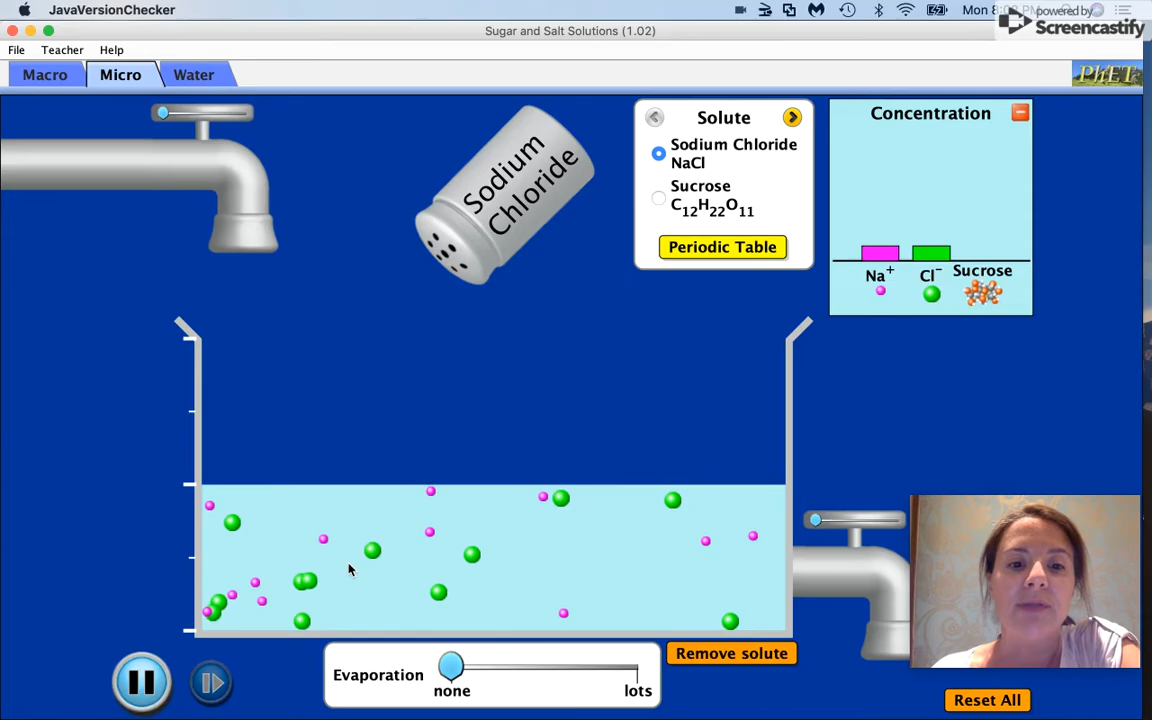 JavaVersionChecker
Mon 8:
powered by
Screencastify
Sugar and Salt Solutions (1.02)
File Teacher Help
Macro Micro Water
PhET
Sodium
Chloride
Solute
Sodium Chloride
NaCl
Sucrose
C12H22O11
Periodic Table
Concentration
Na+ Cl− Sucrose
Evaporation
none lots
Remove solute
Reset All